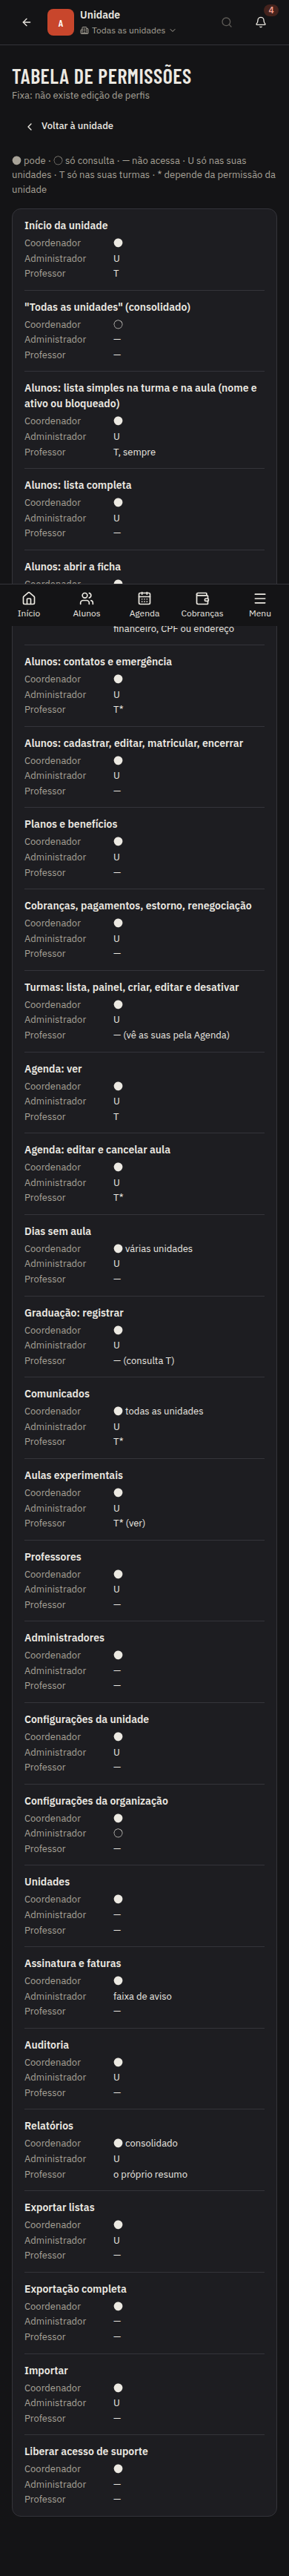 Unidade
A
Todas as unidades
4
TABELA DE PERMISSÕES
Fixa: não existe edição de perfis
Voltar à unidade
● pode · ○ só consulta · — não acessa · U só nas suas
unidades · T só nas suas turmas · * depende da permissão da
unidade
Início da unidade
Coordenador ●
Administrador U
Professor T
"Todas as unidades" (consolidado)
Coordenador ○
Administrador —
Professor —
Alunos: lista simples na turma e na aula (nome e
ativo ou bloqueado)
Coordenador ●
Administrador U
Professor T, sempre
Alunos: lista completa
Coordenador ●
Administrador U
Professor —
Alunos: abrir a ficha
Início Alunos Agenda Cobranças Menu
financeiro, CPF ou endereço
Alunos: contatos e emergência
Coordenador ●
Administrador U
Professor T*
Alunos: cadastrar, editar, matricular, encerrar
Coordenador ●
Administrador U
Professor —
Planos e benefícios
Coordenador ●
Administrador U
Professor —
Cobranças, pagamentos, estorno, renegociação
Coordenador ●
Administrador U
Professor —
Turmas: lista, painel, criar, editar e desativar
Coordenador ●
Administrador U
Professor — (vê as suas pela Agenda)
Agenda: ver
Coordenador ●
Administrador U
Professor T
Agenda: editar e cancelar aula
Coordenador ●
Administrador U
Professor T*
Dias sem aula
Coordenador ● várias unidades
Administrador U
Professor —
Graduação: registrar
Coordenador ●
Administrador U
Professor — (consulta T)
Comunicados
Coordenador ● todas as unidades
Administrador U
Professor T*
Aulas experimentais
Coordenador ●
Administrador U
Professor T* (ver)
Professores
Coordenador ●
Administrador U
Professor —
Administradores
Coordenador ●
Administrador —
Professor —
Configurações da unidade
Coordenador ●
Administrador U
Professor —
Configurações da organização
Coordenador ●
Administrador ○
Professor —
Unidades
Coordenador ●
Administrador —
Professor —
Assinatura e faturas
Coordenador ●
Administrador faixa de aviso
Professor —
Auditoria
Coordenador ●
Administrador U
Professor —
Relatórios
Coordenador ● consolidado
Administrador U
Professor o próprio resumo
Exportar listas
Coordenador ●
Administrador U
Professor —
Exportação completa
Coordenador ●
Administrador —
Professor —
Importar
Coordenador ●
Administrador U
Professor —
Liberar acesso de suporte
Coordenador ●
Administrador —
Professor —